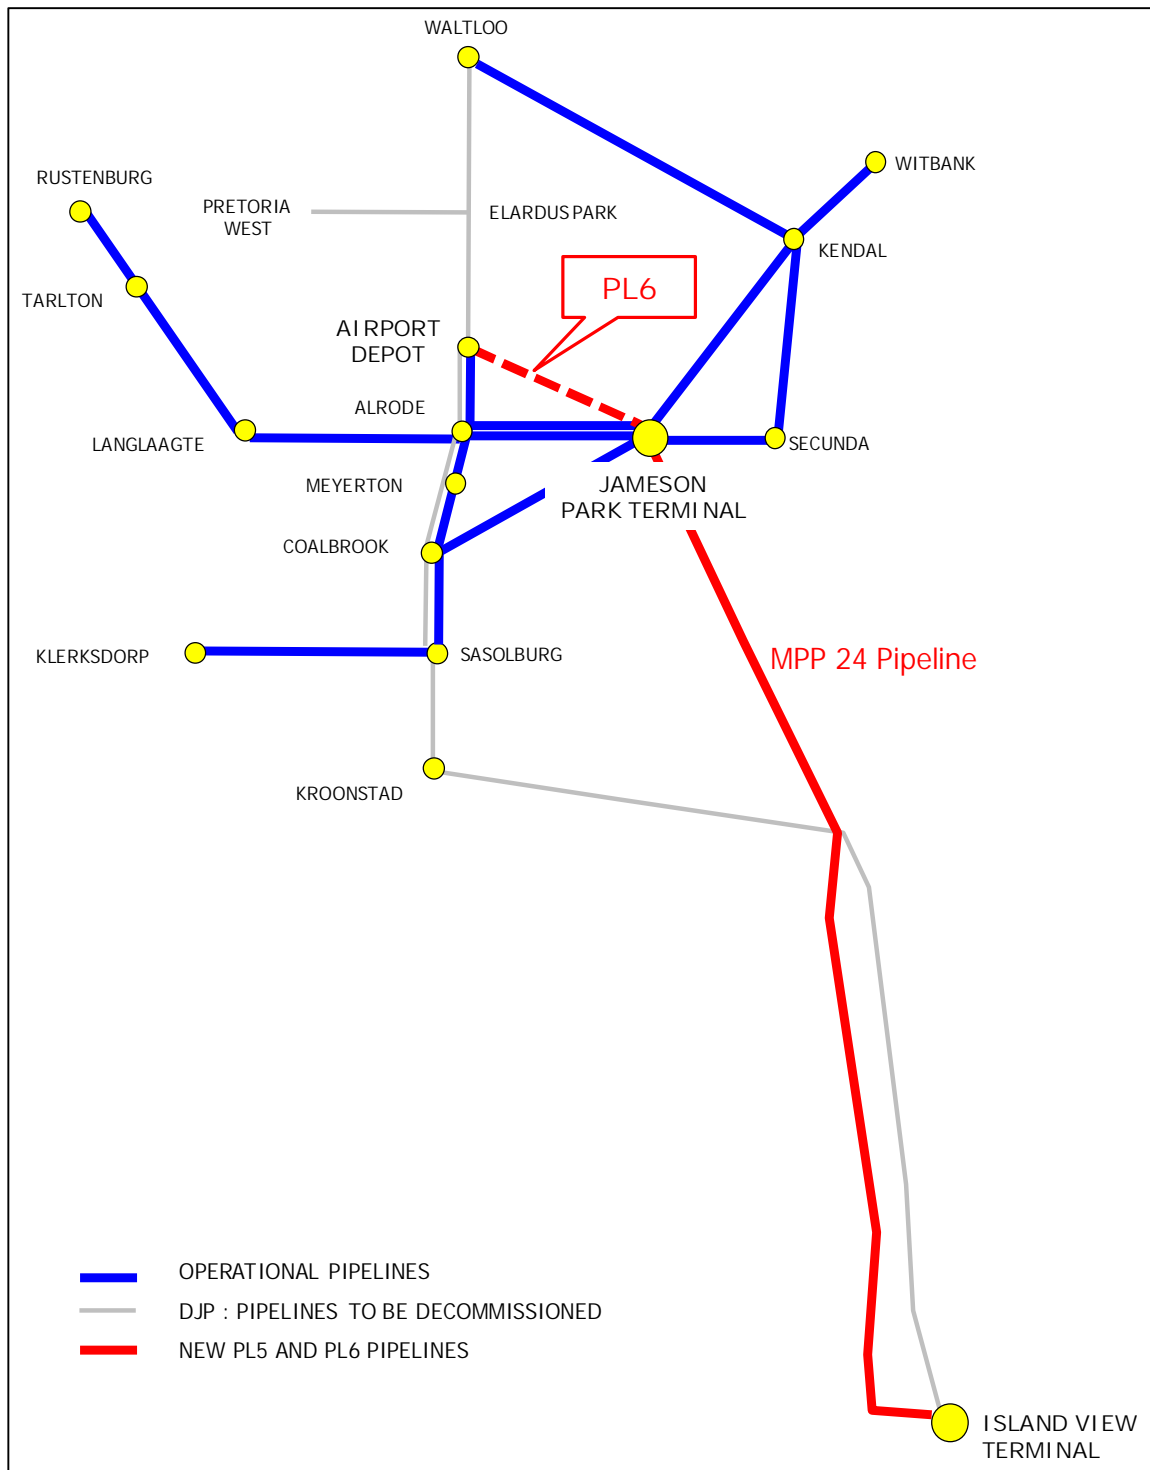 WALTLOO
WITBANK
RUSTENBURG
PRETORIA
WEST
ELARDUS PARK
KENDAL
PL6
TARLTON
AIRPORT
DEPOT
ALRODE
LANGLAAGTE
SECUNDA
MEYERTON
JAMESON
PARK TERMINAL
COALBROOK
KLERKSDORP
SASOLBURG
MPP 24 Pipeline
KROONSTAD
OPERATIONAL PIPELINES
DJP : PIPELINES TO BE DECOMMISSIONED
NEW PL5 AND PL6 PIPELINES
ISLAND VIEW
TERMINAL